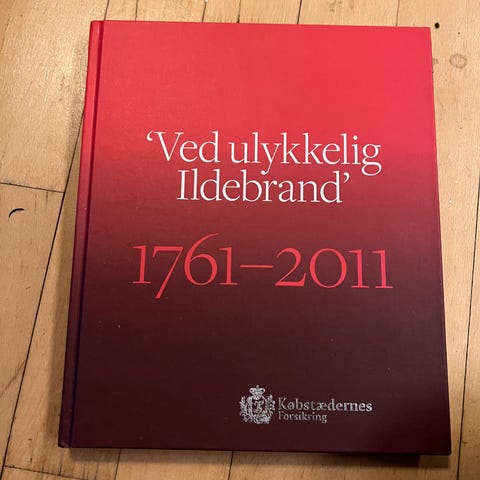 ‘Ved ulykkelig
Ildebrand’
1761–2011
Købstædernes
Forsikring